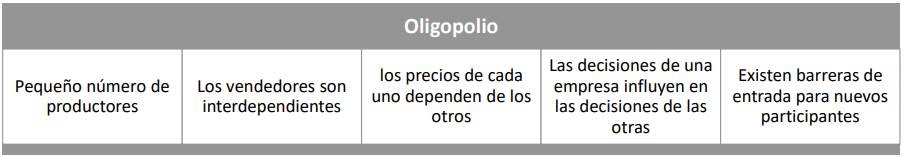 Oligopolio
Pequeño número de
productores
Los vendedores son
interdependientes
los precios de cada
uno dependen de los
otros
Las decisiones de una
empresa influyen en
las decisiones de las
otras
Existen barreras de
entrada para nuevos
participantes